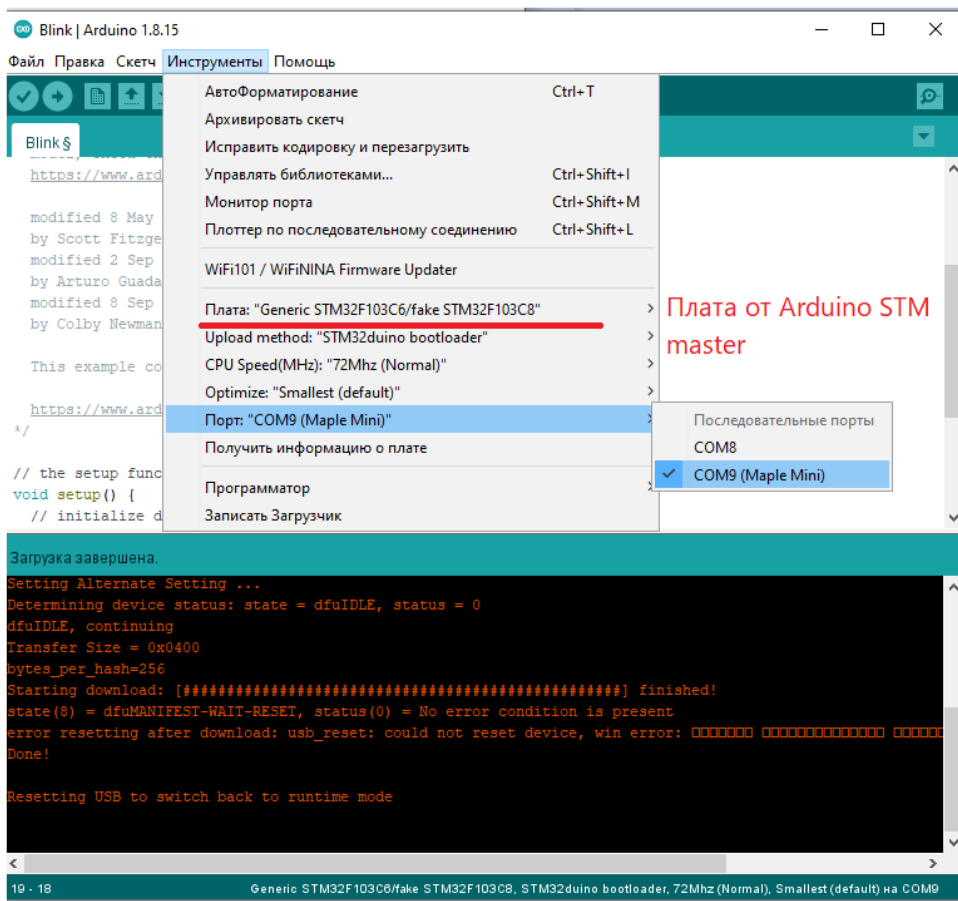 Blink | Arduino 1.8.15
Файл Правка Скетч Инструменты Помощь
АвтоФорматирование Ctrl+T
Архивировать скетч
Исправить кодировку и перезагрузить
Управлять библиотеками... Ctrl+Shift+I
Монитор порта Ctrl+Shift+M
Плоттер по последовательному соединению Ctrl+Shift+L
WiFi101 / WiFiNINA Firmware Updater
Плата: "Generic STM32F103C6/fake STM32F103C8"
Upload method: "STM32duino bootloader"
CPU Speed(MHz): "72Mhz (Normal)"
Optimize: "Smallest (default)"
Порт: "COM9 (Maple Mini)"
Получить информацию о плате
Программатор
Записать Загрузчик
Последовательные порты
COM8
COM9 (Maple Mini)
Плата от Arduino STM
master
Blink §
https://www.ard
modified 8 May
by Scott Fitzge
modified 2 Sep
by Arturo Guada
modified 8 Sep
by Colby Newman
This example co
https://www.ard
*/
// the setup func
void setup() {
// initialize d
Загрузка завершена.
Setting Alternate Setting ...
Determining device status: state = dfuIDLE, status = 0
dfuIDLE, continuing
Transfer Size = 0x0400
bytes_per_hash=256
Starting download: [##################################################] finished!
state(8) = dfuMANIFEST-WAIT-RESET, status(0) = No error condition is present
error resetting after download: usb_reset: could not reset device, win error:
Done!
Resetting USB to switch back to runtime mode
19 - 18
Generic STM32F103C6/fake STM32F103C8, STM32duino bootloader, 72Mhz (Normal), Smallest (default) на COM9